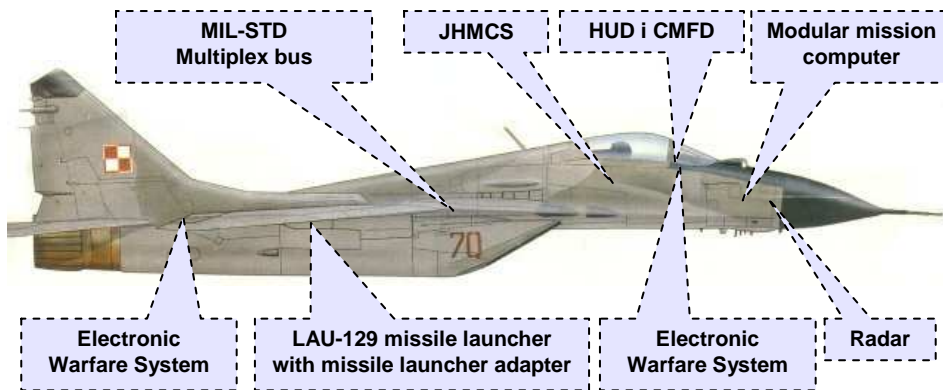 MIL-STD
Multiplex bus
JHMCS
HUD i CMFD
Modular mission
computer
70
Electronic
Warfare System
LAU-129 missile launcher
with missile launcher adapter
Electronic
Warfare System
Radar